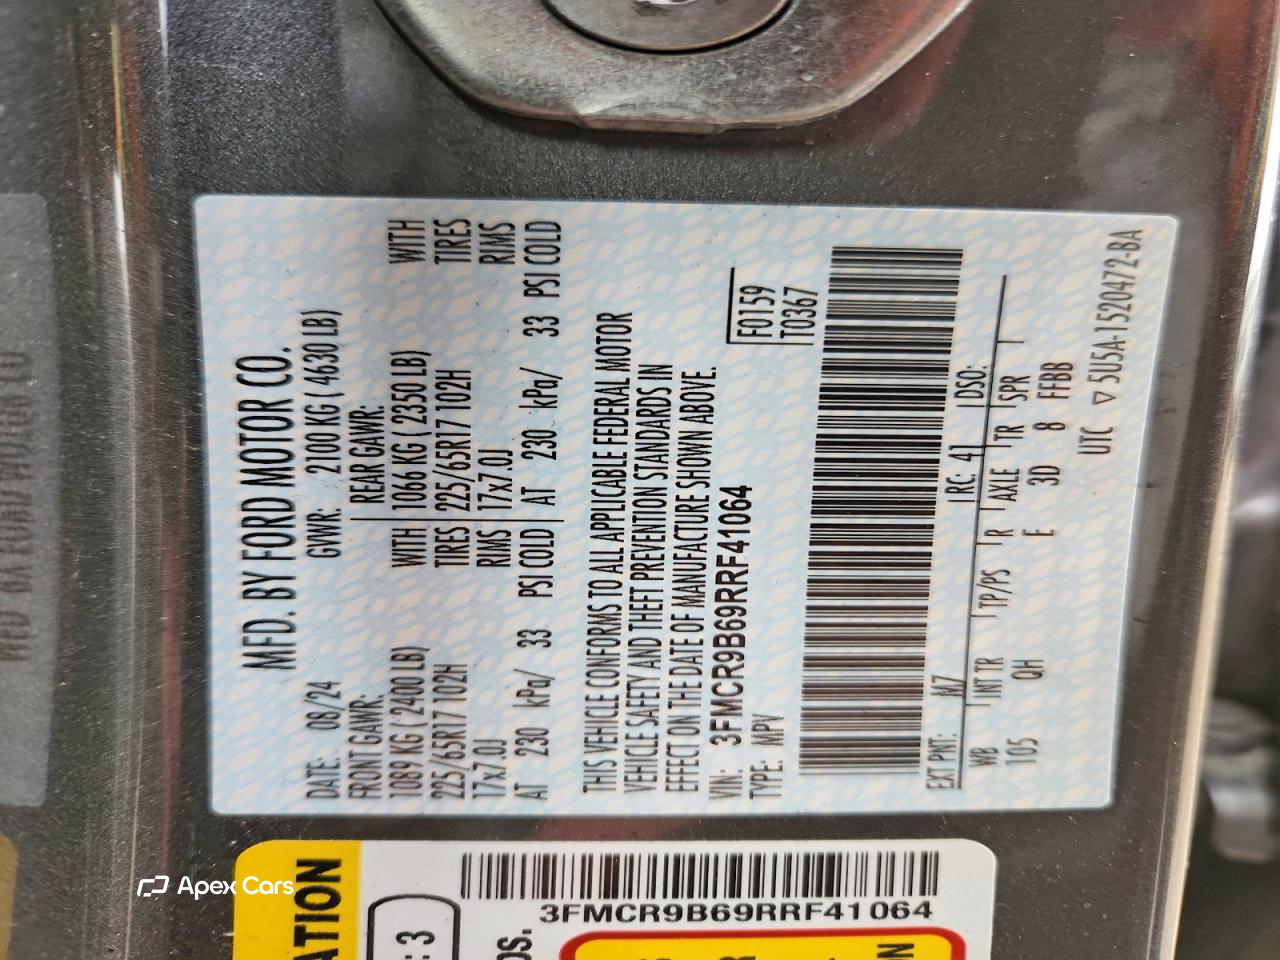 MFD. BY FORD MOTOR CO.
DATE: 08/24 GVWR: 2100 KG ( 4630 LB)
FRONT GAWR: REAR GAWR:
1089 KG ( 2400 LB) WITH 1066 KG ( 2350 LB) WITH
225/65R17 102H TIRES 225/65R17 102H TIRES
17x7.0J RIMS 17x7.0J RIMS
AT 230 kPa/ 33 PSI COLD AT 230 kPa/ 33 PSI COLD
THIS VEHICLE CONFORMS TO ALL APPLICABLE FEDERAL MOTOR
VEHICLE SAFETY AND THEFT PREVENTION STANDARDS IN
EFFECT ON THE DATE OF MANUFACTURE SHOWN ABOVE.
VIN: 3FMCR9B69RRF41064 F0159
TYPE: MPV T0367
EXT PNT: M7 RC: 41 DSO:
WB INT TR TP/PS R AXLE TR SPR
105 QH E 3D 8 FFBB
UTC ▽ 5U5A-1520472-BA
ATION
: 3
3FMCR9B69RRF41064
DS.
ON
Apex Cars